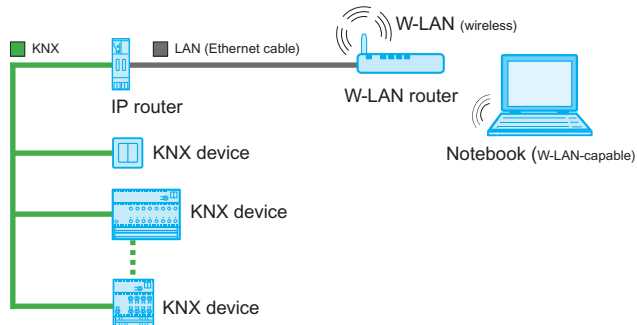 KNX
LAN (Ethernet cable)
W-LAN (wireless)
IP router
W-LAN router
KNX device
Notebook (W-LAN-capable)
KNX device
KNX device